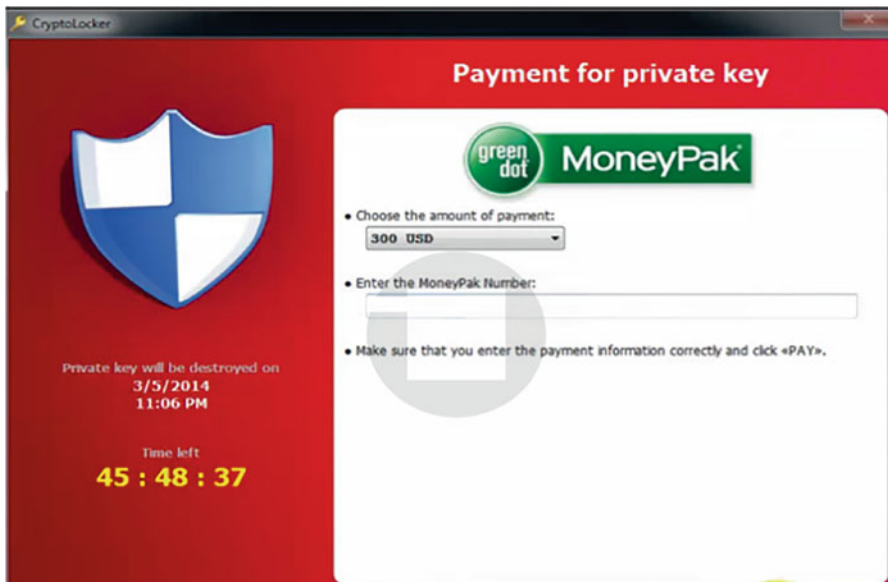 CryptoLocker
Payment for private key
green
dot
MoneyPak®
• Choose the amount of payment:
300 USD
• Enter the MoneyPak Number:
• Make sure that you enter the payment information correctly and click «PAY».
Private key will be destroyed on
3/5/2014
11:06 PM
Time left
45 : 48 : 37